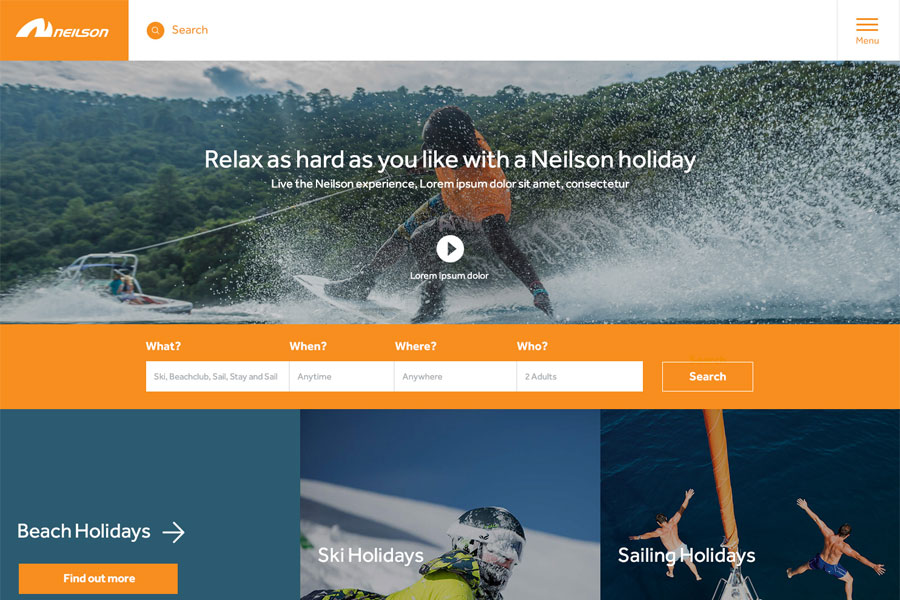 NEILSON
Search
Menu
Relax as hard as you like with a Neilson holiday
Live the Neilson experience, Lorem ipsum dolor sit amet, consectetur
Lorem ipsum dolor
What? When? Where? Who?
Ski, Beachclub, Sail, Stay and Sail Anytime Anywhere 2 Adults Search
Beach Holidays
Find out more
Ski Holidays
Sailing Holidays